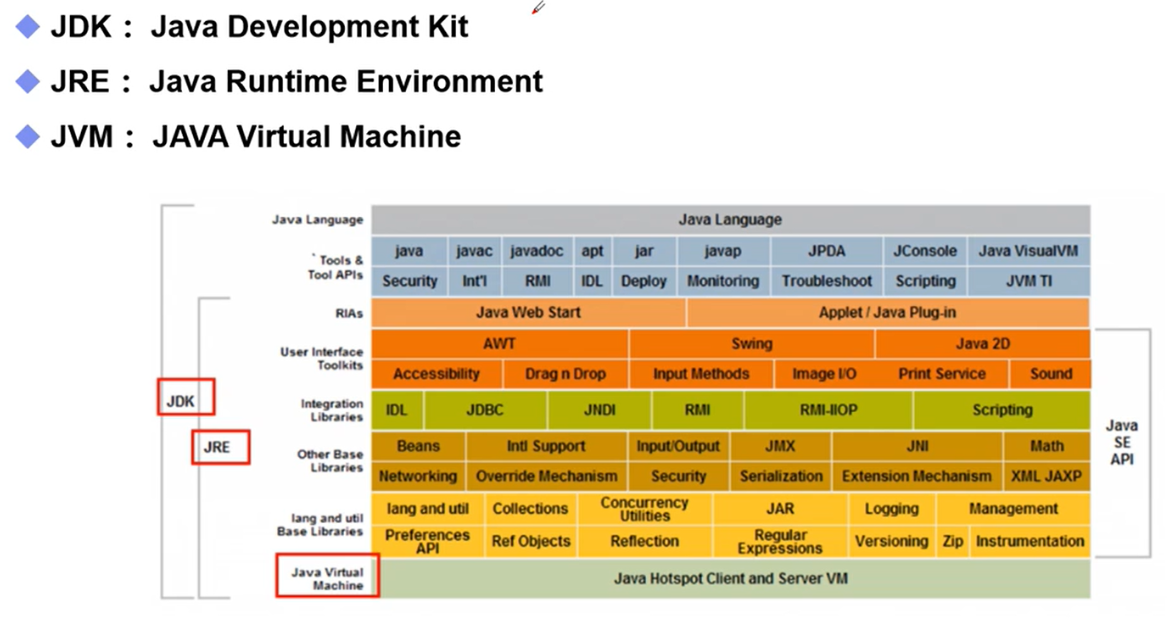 JDK： Java Development Kit
JRE： Java Runtime Environment
JVM： JAVA Virtual Machine
Java Language
Java Language
` Tools &
Tool APIs
java javac javadoc apt jar javap JPDA JConsole Java VisualVM
Security Int'l RMI IDL Deploy Monitoring Troubleshoot Scripting JVM TI
RIAs
Java Web Start Applet / Java Plug-in
User Interface
Toolkits
AWT Swing Java 2D
Accessibility Drag n Drop Input Methods Image I/O Print Service Sound
Integration
Libraries
IDL JDBC JNDI RMI RMI-IIOP Scripting
Other Base
Libraries
Beans Intl Support Input/Output JMX JNI Math
Networking Override Mechanism Security Serialization Extension Mechanism XML JAXP
lang and util
Base Libraries
lang and util Collections Concurrency Utilities JAR Logging Management
Preferences API Ref Objects Reflection Regular Expressions Versioning Zip Instrumentation
Java Virtual
Machine
Java Hotspot Client and Server VM
JDK
JRE
Java
SE
API